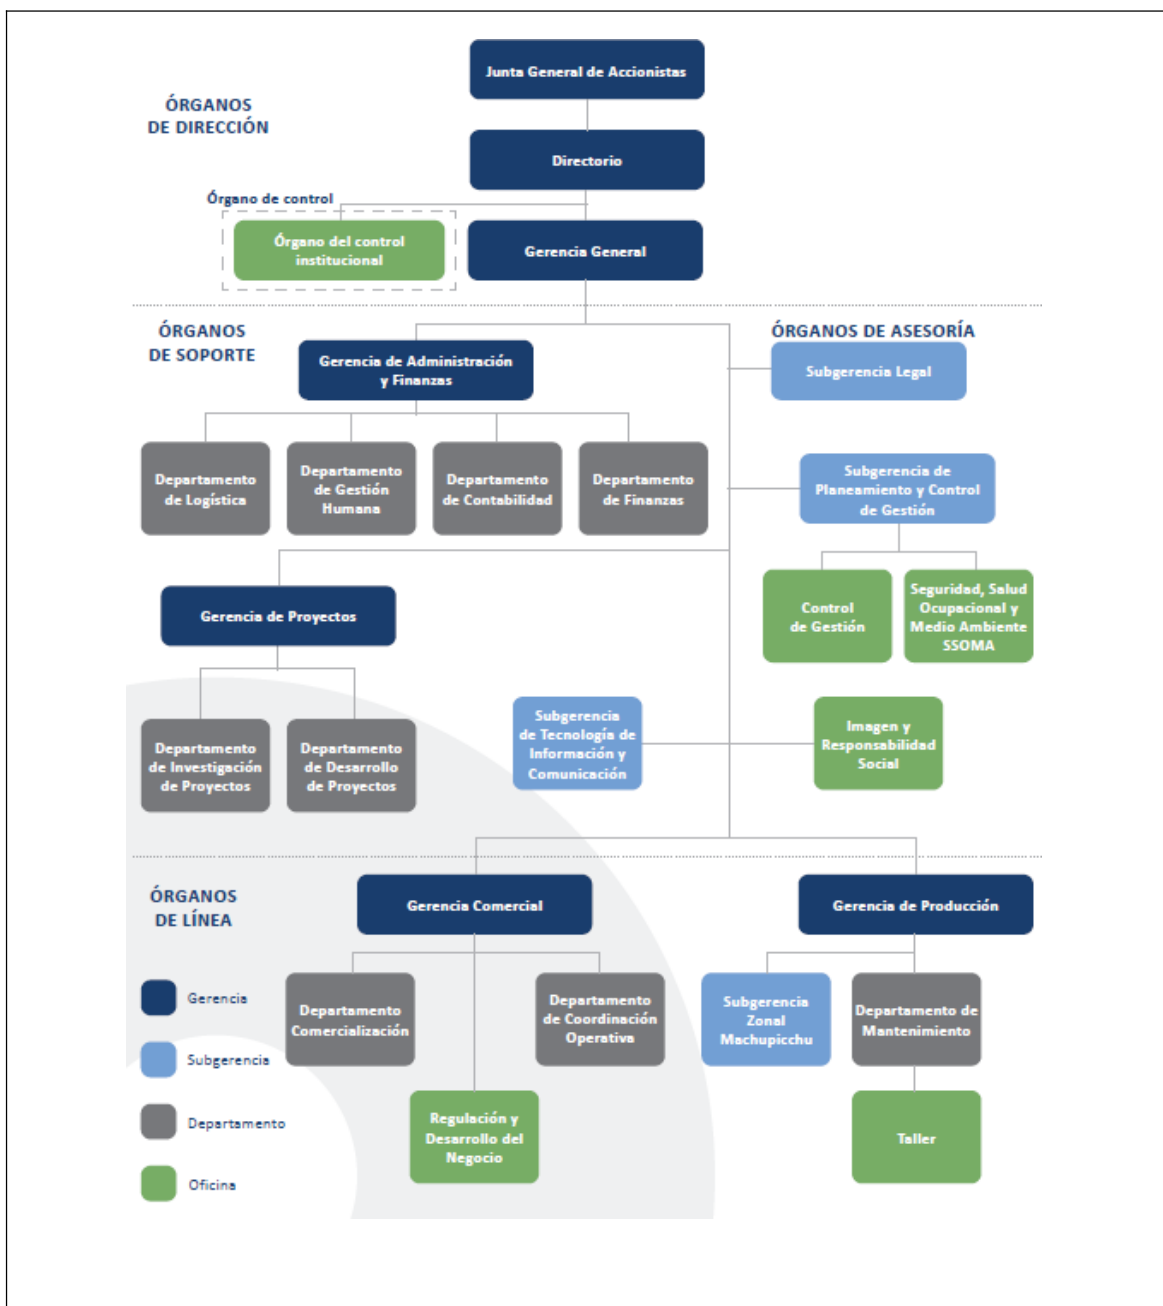 Junta General de Accionistas
ÓRGANOS
DE DIRECCIÓN
Directorio
Órgano de control
Órgano del control
institucional
Gerencia General
ÓRGANOS
DE SOPORTE
ÓRGANOS DE ASESORÍA
Gerencia de Administración
y Finanzas
Subgerencia Legal
Departamento
de Logística
Departamento
de Gestión
Humana
Departamento
de Contabilidad
Departamento
de Finanzas
Subgerencia de
Planeamiento y Control
de Gestión
Control
de Gestión
Seguridad, Salud
Ocupacional y
Medio Ambiente
SSOMA
Gerencia de Proyectos
Departamento
de Investigación
de Proyectos
Departamento
de Desarrollo
de Proyectos
Subgerencia
de Tecnología de
Información y
Comunicación
Imagen y
Responsabilidad
Social
ÓRGANOS
DE LÍNEA
Gerencia Comercial
Gerencia de Producción
Departamento
Comercialización
Departamento
de Coordinación
Operativa
Subgerencia
Zonal
Machupicchu
Departamento de
Mantenimiento
Regulación y
Desarrollo del
Negocio
Taller
Gerencia
Subgerencia
Departamento
Oficina